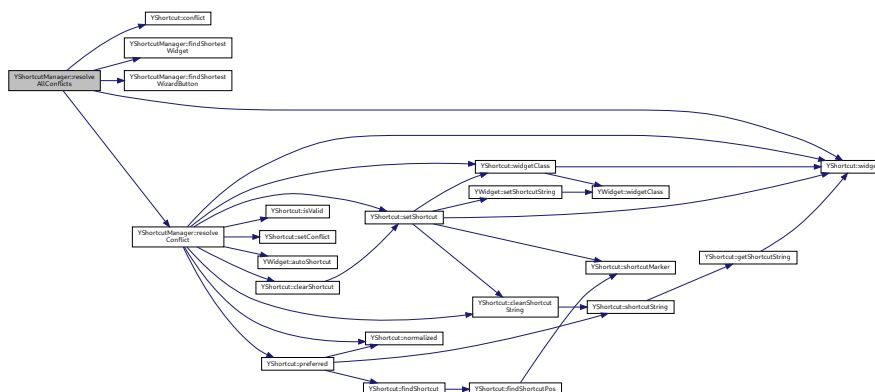 YShortcut::conflict
YShortcutManager::findShortest
Widget
YShortcutManager::resolve
AllConflicts
YShortcutManager::findShortest
WizardButton
YShortcut::widgetClass
YShortcut::widge
YWidget::setShortcutString
YWidget::widgetClass
YShortcut::isValid
YShortcut::setShortcut
YShortcutManager::resolve
Conflict
YShortcut::setConflict
YWidget::autoShortcut
YShortcut::getShortcutString
YShortcut::shortcutMarker
YShortcut::clearShortcut
YShortcut::cleanShortcut
String
YShortcut::shortcutString
YShortcut::normalized
YShortcut::preferred
YShortcut::findShortcut
YShortcut::findShortcutPos